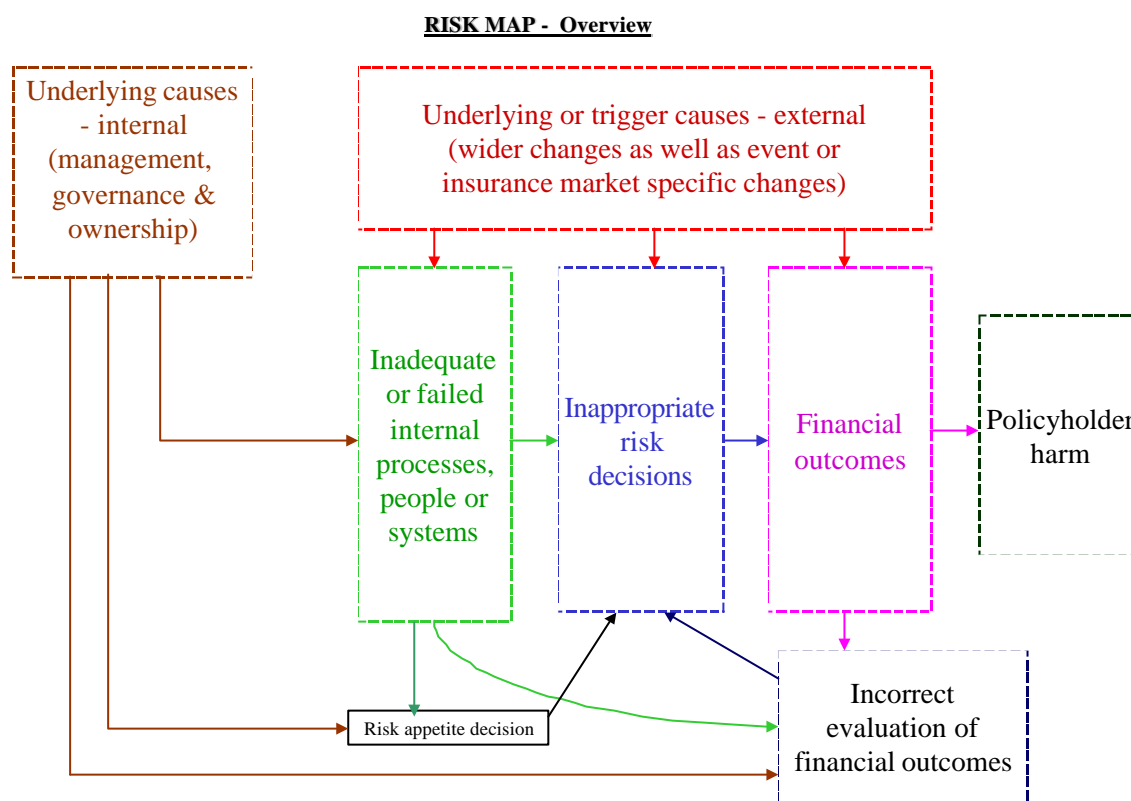 RISK MAP - Overview
Underlying causes
- internal
(management,
governance &
ownership)
Underlying or trigger causes - external
(wider changes as well as event or
insurance market specific changes)
Inadequate
or failed
internal
processes,
people or
systems
Inappropriate
risk
decisions
Financial
outcomes
Policyholder
harm
Risk appetite decision
Incorrect
evaluation of
financial outcomes